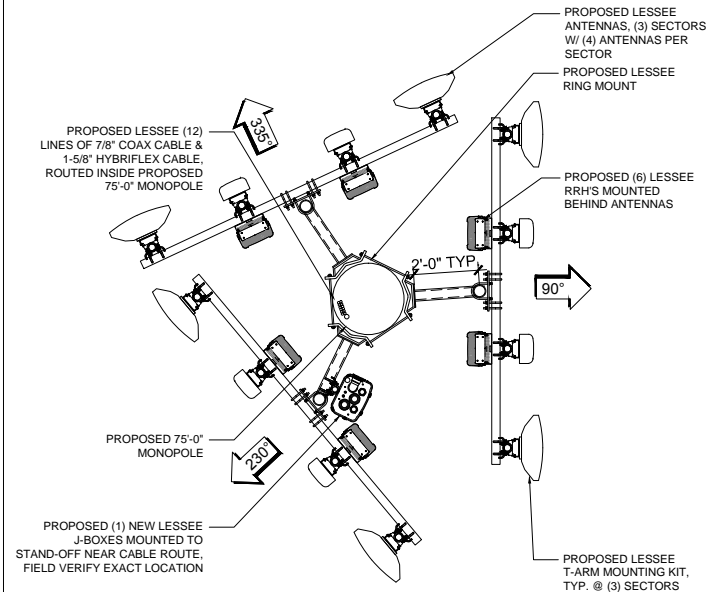 PROPOSED LESSEE
ANTENNAS, (3) SECTORS
W/ (4) ANTENNAS PER
SECTOR
PROPOSED LESSEE
RING MOUNT
PROPOSED LESSEE (12)
LINES OF 7/8" COAX CABLE &
1-5/8" HYBRIFLEX CABLE,
ROUTED INSIDE PROPOSED
75'-0" MONOPOLE
335°
PROPOSED (6) LESSEE
RRH'S MOUNTED
BEHIND ANTENNAS
2'-0" TYP.
90°
PROPOSED 75'-0"
MONOPOLE
230°
PROPOSED (1) NEW LESSEE
J-BOXES MOUNTED TO
STAND-OFF NEAR CABLE ROUTE,
FIELD VERIFY EXACT LOCATION
PROPOSED LESSEE
T-ARM MOUNTING KIT,
TYP. @ (3) SECTORS